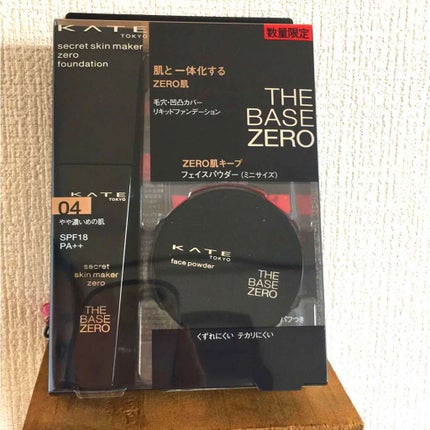 KATE
TOKYO
secret skin maker
zero
foundation
数量限定
肌と一体化する
ZERO肌
毛穴・凹凸カバー
リキッドファンデーション
THE
BASE
ZERO
ZERO肌キープ
フェイスパウダー（ミニサイズ）
KATE
TOKYO
04
やや濃いめの肌
SPF18
PA++
secret
skin maker
zero
THE
BASE
ZERO
KATE
TOKYO
face powder
THE
BASE
ZERO
パフつき
くずれにくい テカリにくい